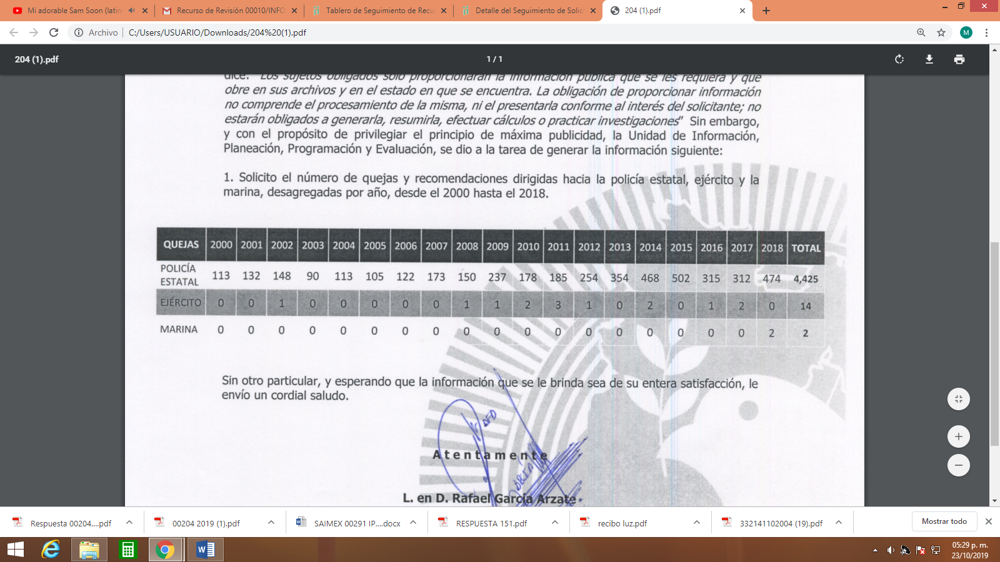 Mi adorable Sam Soon (latin
Recurso de Revisión 00010/INFO
Tablero de Seguimiento de Recu
Detalle del Seguimiento de Solic
204 (1).pdf
Archivo
C:/Users/USUARIO/Downloads/204%20(1).pdf
M
204 (1).pdf
1 / 1
dice: "Los sujetos obligados sólo proporcionarán la información pública que se les requiera y que
obre en sus archivos y en el estado en que se encuentra. La obligación de proporcionar información
no comprende el procesamiento de la misma, ni el presentarla conforme al interés del solicitante; no
estarán obligados a generarla, resumirla, efectuar cálculos o practicar investigaciones" Sin embargo,
y con el propósito de privilegiar el principio de máxima publicidad, la Unidad de Información,
Planeación, Programación y Evaluación, se dio a la tarea de generar la información siguiente:
1. Solicito el número de quejas y recomendaciones dirigidas hacia la policía estatal, ejército y la
marina, desagregadas por año, desde el 2000 hasta el 2018.
QUEJAS 2000 2001 2002 2003 2004 2005 2006 2007 2008 2009 2010 2011 2012 2013 2014 2015 2016 2017 2018 TOTAL
POLICÍA ESTATAL 113 132 148 90 113 105 122 173 150 237 178 185 254 354 468 502 315 312 474 4,425
EJÉRCITO 0 0 1 0 0 0 0 0 1 1 2 3 1 0 2 0 1 2 0 14
MARINA 0 0 0 0 0 0 0 0 0 0 0 0 0 0 0 0 0 0 2 2
Sin otro particular, y esperando que la información que se le brinda sea de su entera satisfacción, le
envío un cordial saludo.
Atentamente
L. en D. Rafael García Arzate
Respuesta 00204....pdf
00204 2019 (1).pdf
SAIMEX 00291 IP....docx
RESPUESTA 151.pdf
recibo luz.pdf
332141102004 (19).pdf
Mostrar todo
05:29 p. m.
23/10/2019